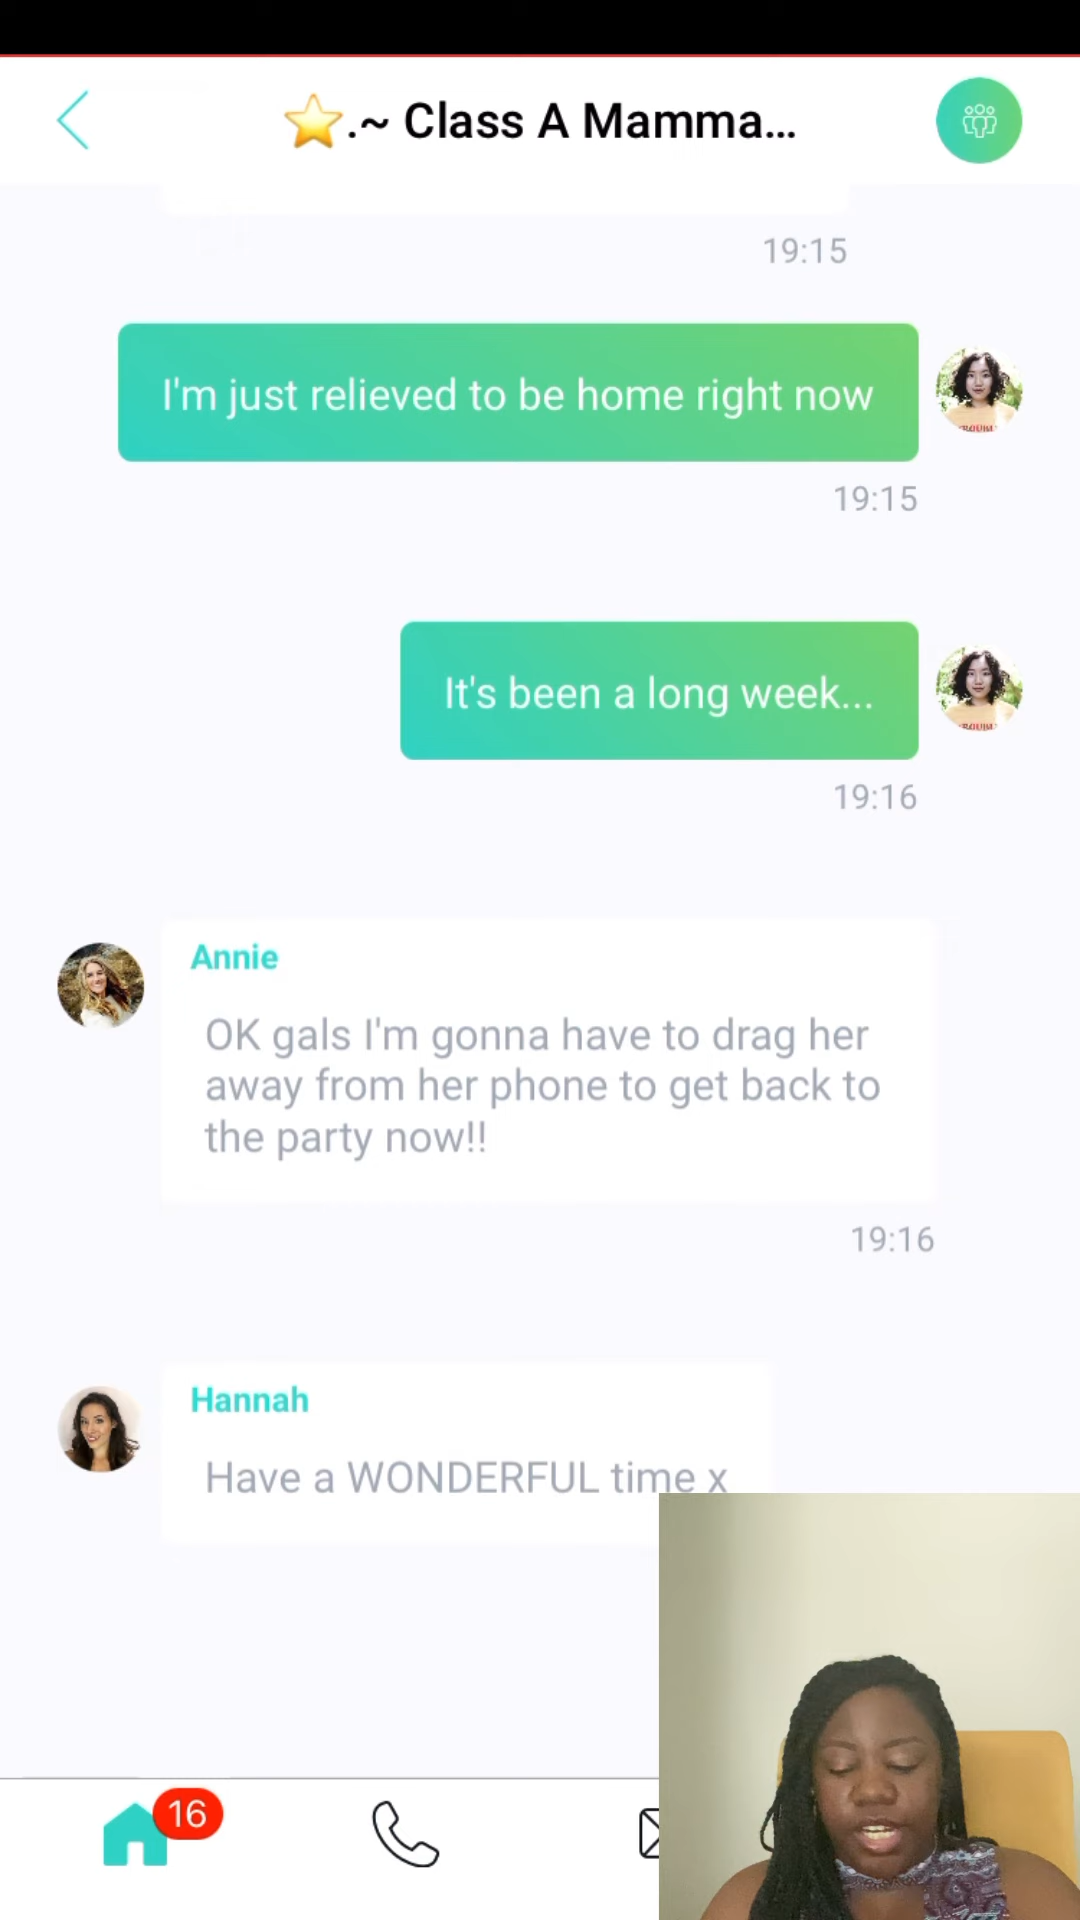 ⭐.~ Class A Mamma...
19:15
I'm just relieved to be home right now
19:15
It's been a long week...
19:16
Annie
OK gals I'm gonna have to drag her
away from her phone to get back to
the party now!!
19:16
Hannah
Have a WONDERFUL time x
16